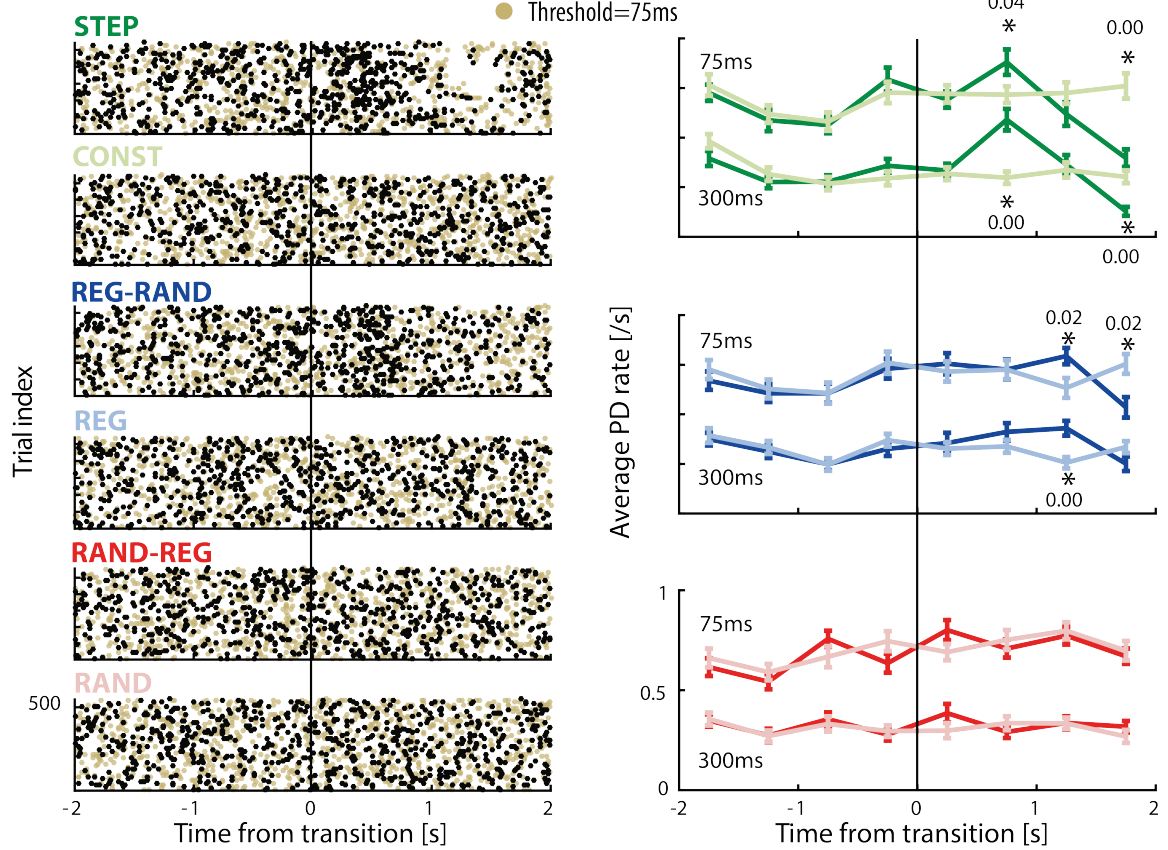 Threshold=75ms
STEP
CONST
REG-RAND
REG
RAND-REG
RAND
Trial index
500
-2 -1 0 1 2
Time from transition [s]
0.04
*
0.00
*
75ms
300ms
*
0.00
*
0.00
Average PD rate [/s]
75ms
0.02
*
0.02
*
300ms
*
0.00
1
0.5
0
75ms
300ms
-2 -1 0 1 2
Time from transition [s]